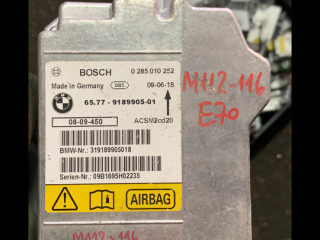 BOSCH 0 285 010 252
Made in Germany 09-06-18
BMW 65.77 - 9189905-01
08-09-450 ACSM2cd20
BMW-Nr.: 319189905018
Serien-Nr.: 09B1695H02235
AIRBAG
M112-116
E70
M112-116